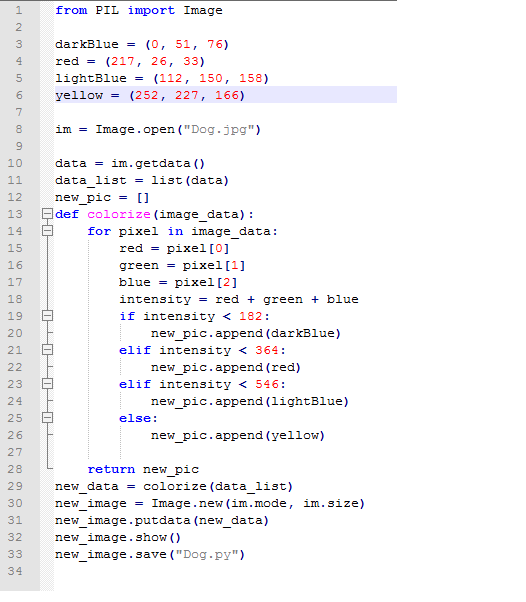 1 from PIL import Image
2
3 darkBlue = (0, 51, 76)
4 red = (217, 26, 33)
5 lightBlue = (112, 150, 158)
6 yellow = (252, 227, 166)
7
8 im = Image.open("Dog.jpg")
9
10 data = im.getdata()
11 data_list = list(data)
12 new_pic = []
13 def colorize(image_data):
14     for pixel in image_data:
15         red = pixel[0]
16         green = pixel[1]
17         blue = pixel[2]
18         intensity = red + green + blue
19         if intensity < 182:
20             new_pic.append(darkBlue)
21         elif intensity < 364:
22             new_pic.append(red)
23         elif intensity < 546:
24             new_pic.append(lightBlue)
25         else:
26             new_pic.append(yellow)
27
28     return new_pic
29 new_data = colorize(data_list)
30 new_image = Image.new(im.mode, im.size)
31 new_image.putdata(new_data)
32 new_image.show()
33 new_image.save("Dog.py")
34